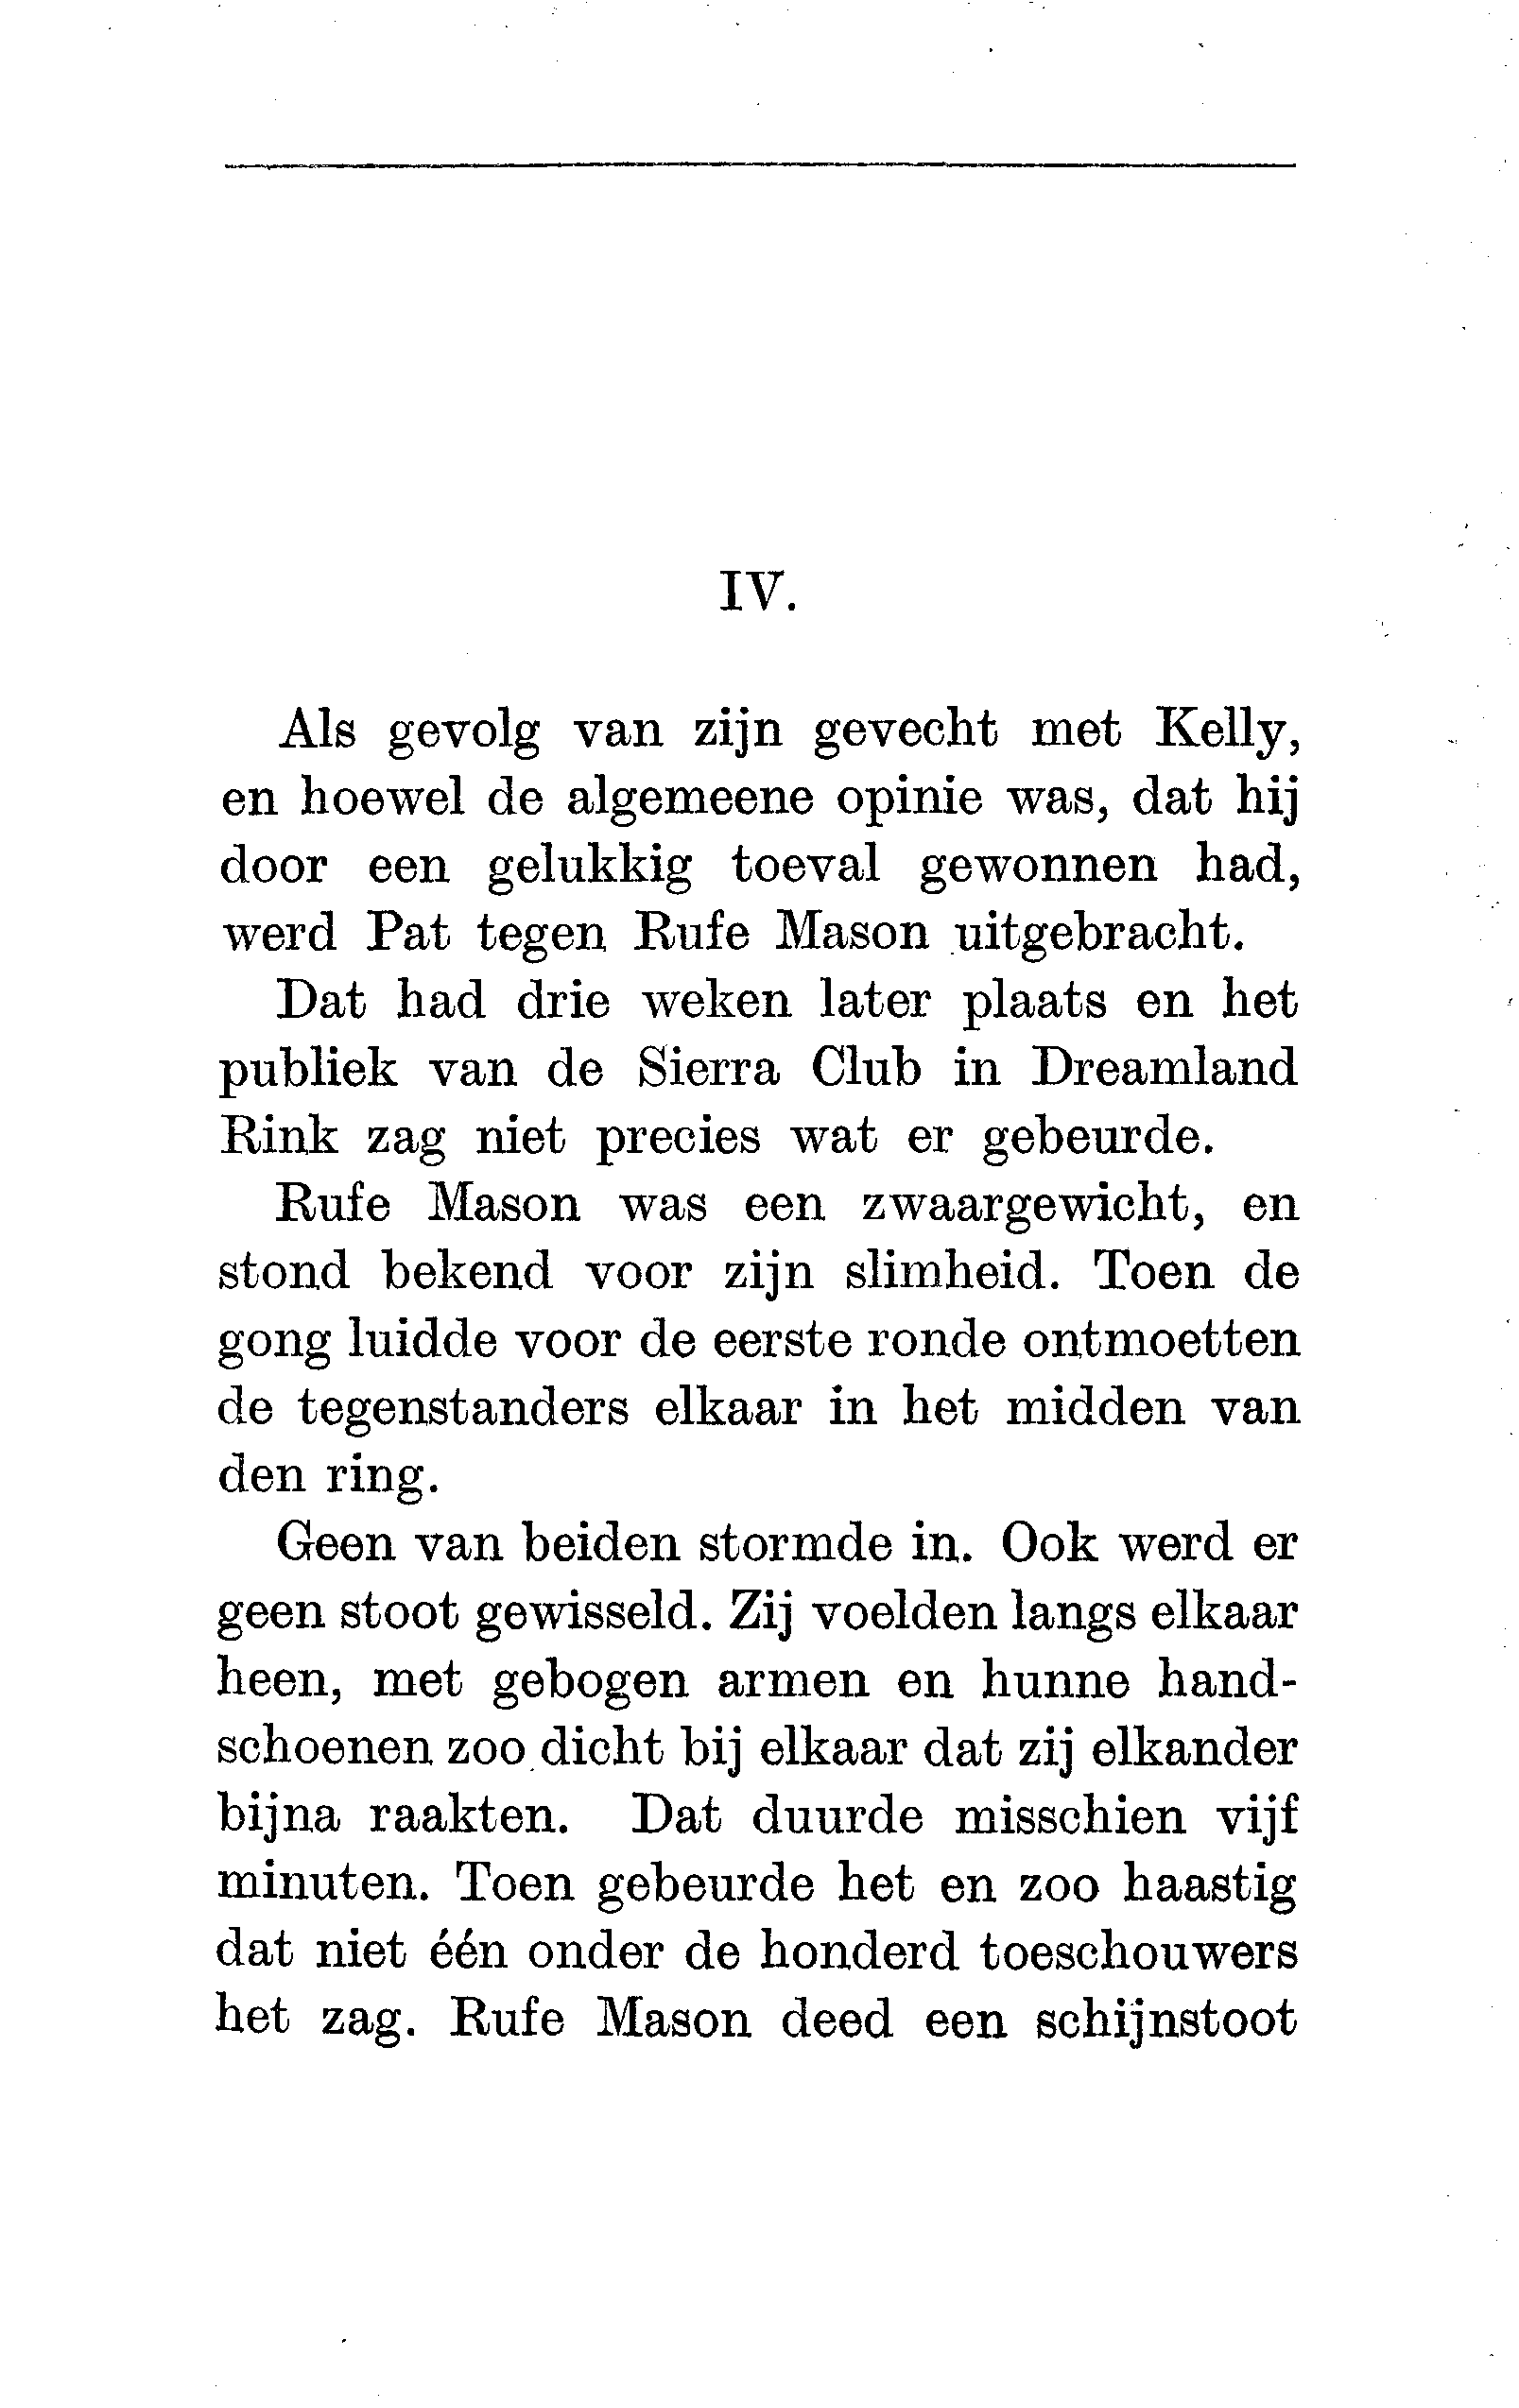 IV.
Als gevolg van zijn gevecht met Kelly,
en hoewel de algemeene opinie was, dat hij
door een gelukkig toeval gewonnen had,
werd Pat tegen Rufe Mason uitgebracht.
Dat had drie weken later plaats en het
publiek van de Sierra Club in Dreamland
Rink zag niet precies wat er gebeurde.
Rufe Mason was een zwaargewicht, en
stond bekend voor zijn slimheid. Toen de
gong luidde voor de eerste ronde ontmoetten
de tegenstanders elkaar in het midden van
den ring.
Geen van beiden stormde in. Ook werd er
geen stoot gewisseld. Zij voelden langs elkaar
heen, met gebogen armen en hunne hand-
schoenen zoo dicht bij elkaar dat zij elkander
bijna raakten. Dat duurde misschien vijf
minuten. Toen gebeurde het en zoo haastig
dat niet één onder de honderd toeschouwers
het zag. Rufe Mason deed een schijnstoot